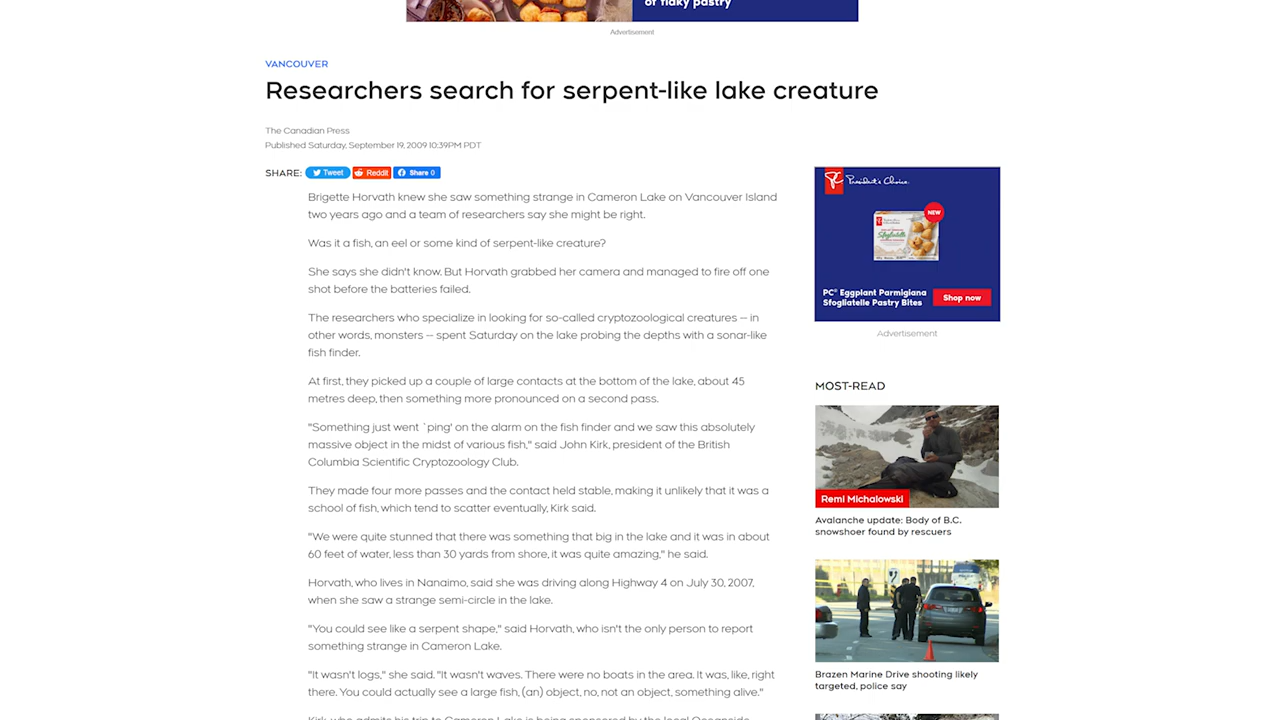 of flaky pastry
Advertisement
VANCOUVER
Researchers search for serpent-like lake creature
The Canadian Press
Published Saturday, September 19, 2009 10:39PM PDT
SHARE: Tweet Reddit Share 0
Brigette Horvath knew she saw something strange in Cameron Lake on Vancouver Island
two years ago and a team of researchers say she might be right.
Was it a fish, an eel or some kind of serpent-like creature?
She says she didn't know. But Horvath grabbed her camera and managed to fire off one
shot before the batteries failed.
The researchers who specialize in looking for so-called cryptozoological creatures -- in
other words, monsters -- spent Saturday on the lake probing the depths with a sonar-like
fish finder.
At first, they picked up a couple of large contacts at the bottom of the lake, about 45
metres deep, then something more pronounced on a second pass.
"Something just went `ping' on the alarm on the fish finder and we saw this absolutely
massive object in the midst of various fish," said John Kirk, president of the British
Columbia Scientific Cryptozoology Club.
They made four more passes and the contact held stable, making it unlikely that it was a
school of fish, which tend to scatter eventually, Kirk said.
"We were quite stunned that there was something that big in the lake and it was in about
60 feet of water, less than 30 yards from shore, it was quite amazing," he said.
Horvath, who lives in Nanaimo, said she was driving along Highway 4 on July 30, 2007,
when she saw a strange semi-circle in the lake.
"You could see like a serpent shape," said Horvath, who isn't the only person to report
something strange in Cameron Lake.
"It wasn't logs," she said. "It wasn't waves. There were no boats in the area. It was, like, right
there. You could actually see a large fish, (an) object, no, not an object, something alive."
Kirk, who admits his trip to Cameron Lake is being sponsored by the local Oceanside
PC President's Choice
NEW
PC® Eggplant Parmigiana
Sfogliatelle Pastry Bites
Shop now
Advertisement
MOST-READ
Remi Michalowski
Avalanche update: Body of B.C.
snowshoer found by rescuers
Brazen Marine Drive shooting likely
targeted, police say